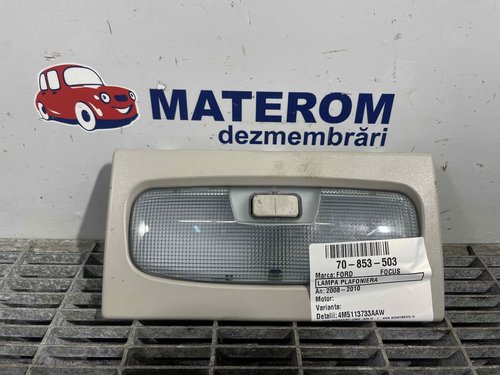 MATEROM
dezmembrări
70-853-503
Marca: FORD FOCUS
LAMPA PLAFONIERA
An: 2008-2010
Motor:
Varianta:
Detalii: 4M5113733AAW